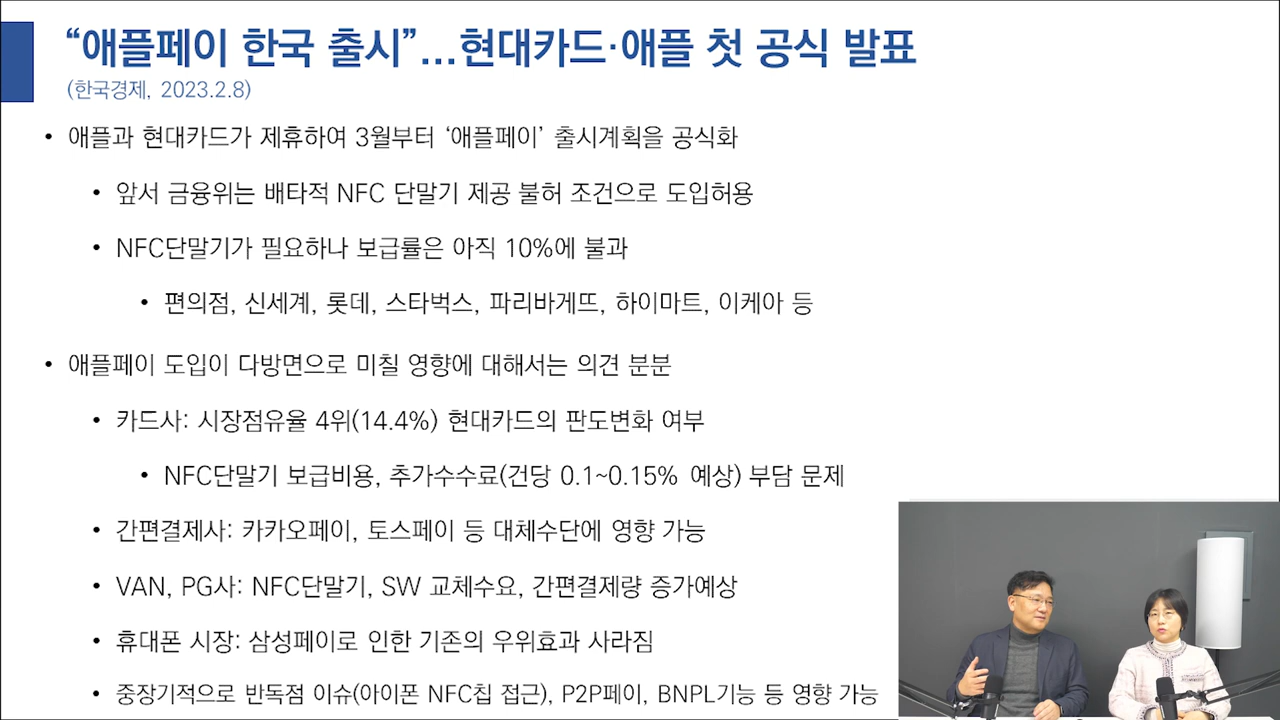 “애플페이 한국 출시”...현대카드·애플 첫 공식 발표
(한국경제, 2023.2.8)
• 애플과 현대카드가 제휴하여 3월부터 ‘애플페이’ 출시계획을 공식화
• 앞서 금융위는 배타적 NFC 단말기 제공 불허 조건으로 도입허용
• NFC단말기가 필요하나 보급률은 아직 10%에 불과
• 편의점, 신세계, 롯데, 스타벅스, 파리바게뜨, 하이마트, 이케아 등
• 애플페이 도입이 다방면으로 미칠 영향에 대해서는 의견 분분
• 카드사: 시장점유율 4위(14.4%) 현대카드의 판도변화 여부
• NFC단말기 보급비용, 추가수수료(건당 0.1~0.15% 예상) 부담 문제
• 간편결제사: 카카오페이, 토스페이 등 대체수단에 영향 가능
• VAN, PG사: NFC단말기, SW 교체수요, 간편결제량 증가예상
• 휴대폰 시장: 삼성페이로 인한 기존의 우위효과 사라짐
• 중장기적으로 반독점 이슈(아이폰 NFC칩 접근), P2P페이, BNPL기능 등 영향 가능